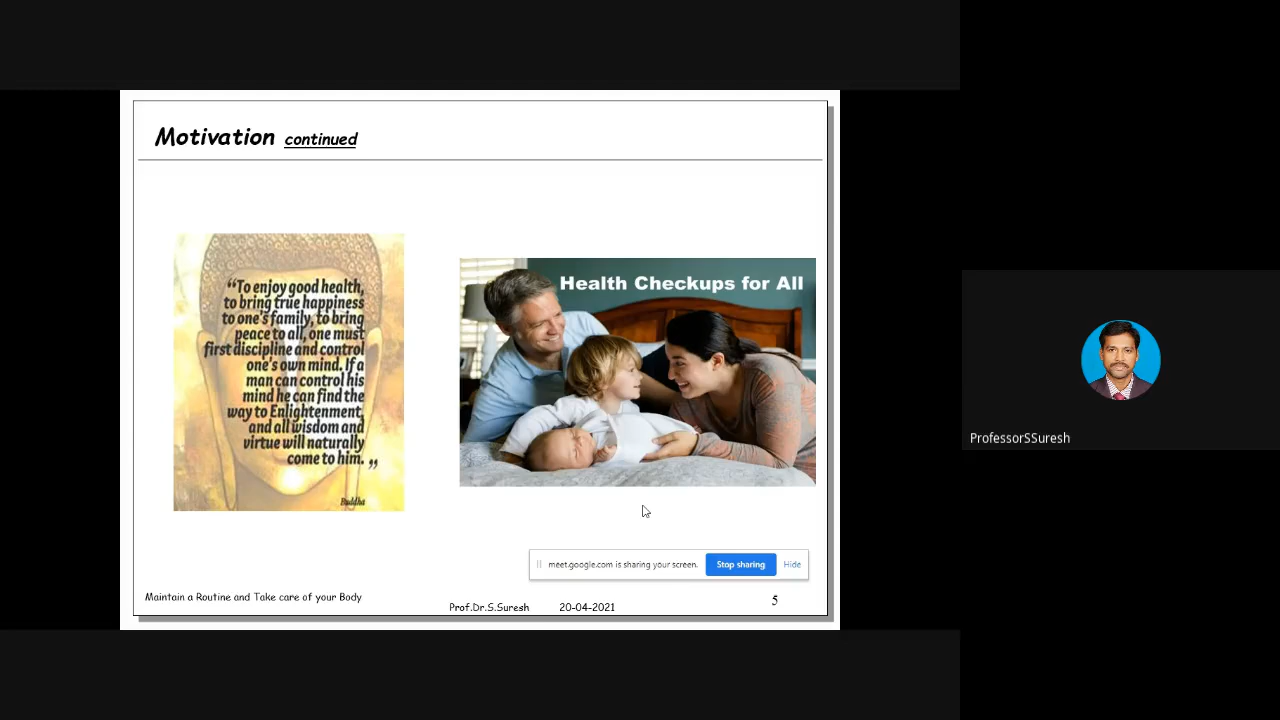 Motivation continued
“To enjoy good health,
to bring true happiness
to one's family, to bring
peace to all, one must
first discipline and control
one's own mind. If a
man can control his
mind he can find the
way to Enlightenment,
and all wisdom and
virtue will naturally
come to him.”
Buddha
Health Checkups for All
meet.google.com is sharing your screen.
Stop sharing
Hide
Maintain a Routine and Take care of your Body
Prof.Dr.S.Suresh
20-04-2021
5
ProfessorSSuresh